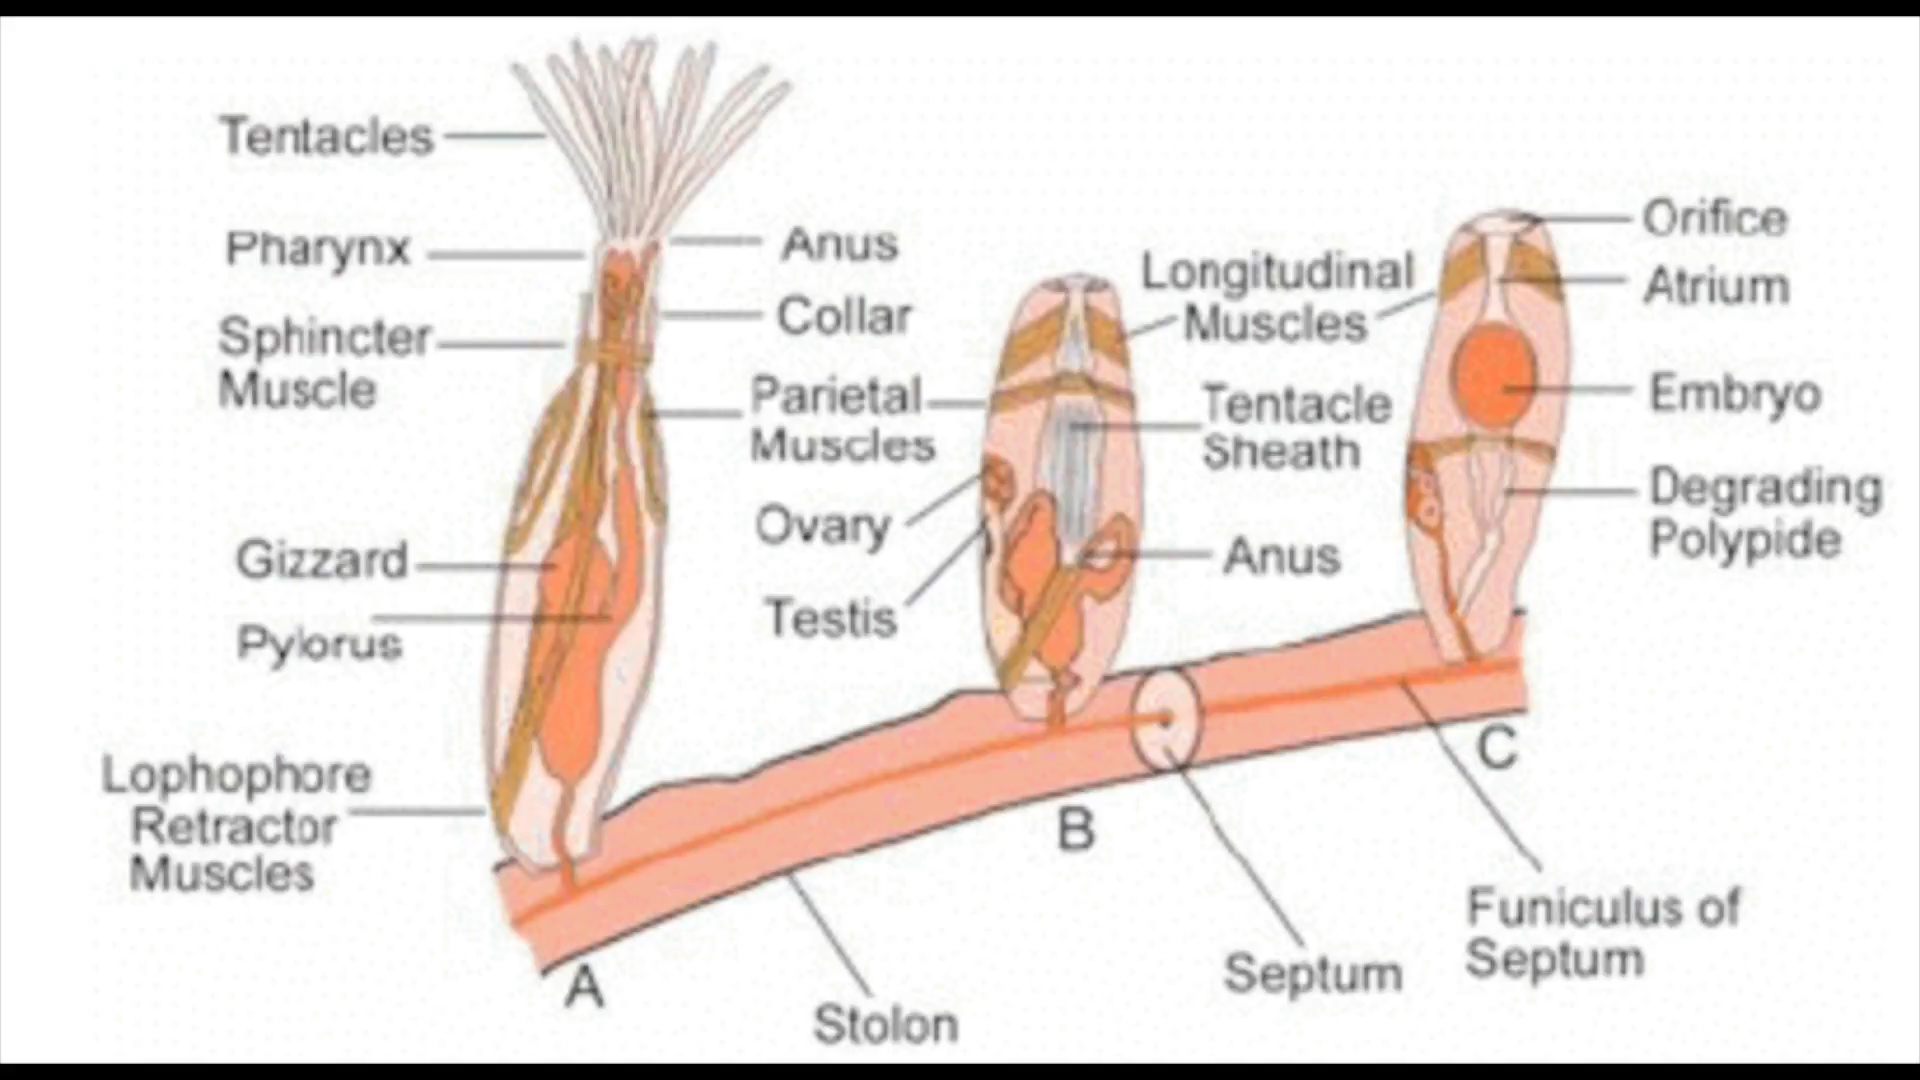 Tentacles
Pharynx
Sphincter
Muscle
Gizzard
Pylorus
Lophophore
Retractor
Muscles
Anus
Collar
Parietal
Muscles
Ovary
Testis
Longitudinal
Muscles
Tentacle
Sheath
Anus
Orifice
Atrium
Embryo
Degrading
Polypide
A
B
C
Stolon
Septum
Funiculus of
Septum